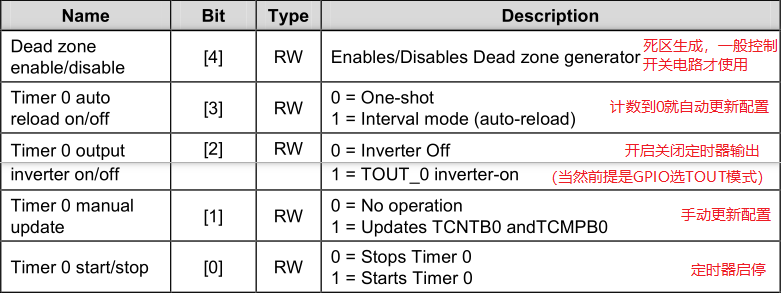 Name Bit Type Description
Dead zone enable/disable [4] RW Enables/Disables Dead zone generator 死区生成，一般控制
开关电路才使用
Timer 0 auto
reload on/off [3] RW 0 = One-shot
1 = Interval mode (auto-reload) 计数到0就自动更新配置
Timer 0 output [2] RW 0 = Inverter Off 开启关闭定时器输出
inverter on/off 1 = TOUT_0 inverter-on (当然前提是GPIO选TOUT模式)
Timer 0 manual
update [1] RW 0 = No operation
1 = Updates TCNTB0 andTCMPB0 手动更新配置
Timer 0 start/stop [0] RW 0 = Stops Timer 0
1 = Starts Timer 0 定时器启停